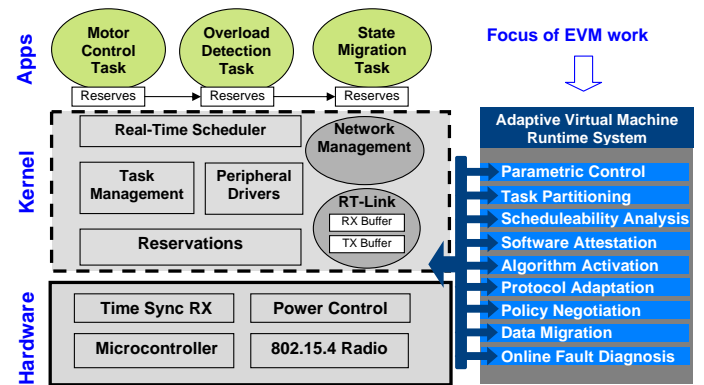 Apps
Motor
Control
Task
Overload
Detection
Task
State
Migration
Task
Reserves
Reserves
Reserves
Kernel
Real-Time Scheduler
Network
Management
Task
Management
Peripheral
Drivers
RT-Link
RX Buffer
TX Buffer
Reservations
Hardware
Time Sync RX
Power Control
Microcontroller
802.15.4 Radio
Focus of EVM work
Adaptive Virtual Machine
Runtime System
Parametric Control
Task Partitioning
Scheduleability Analysis
Software Attestation
Algorithm Activation
Protocol Adaptation
Policy Negotiation
Data Migration
Online Fault Diagnosis